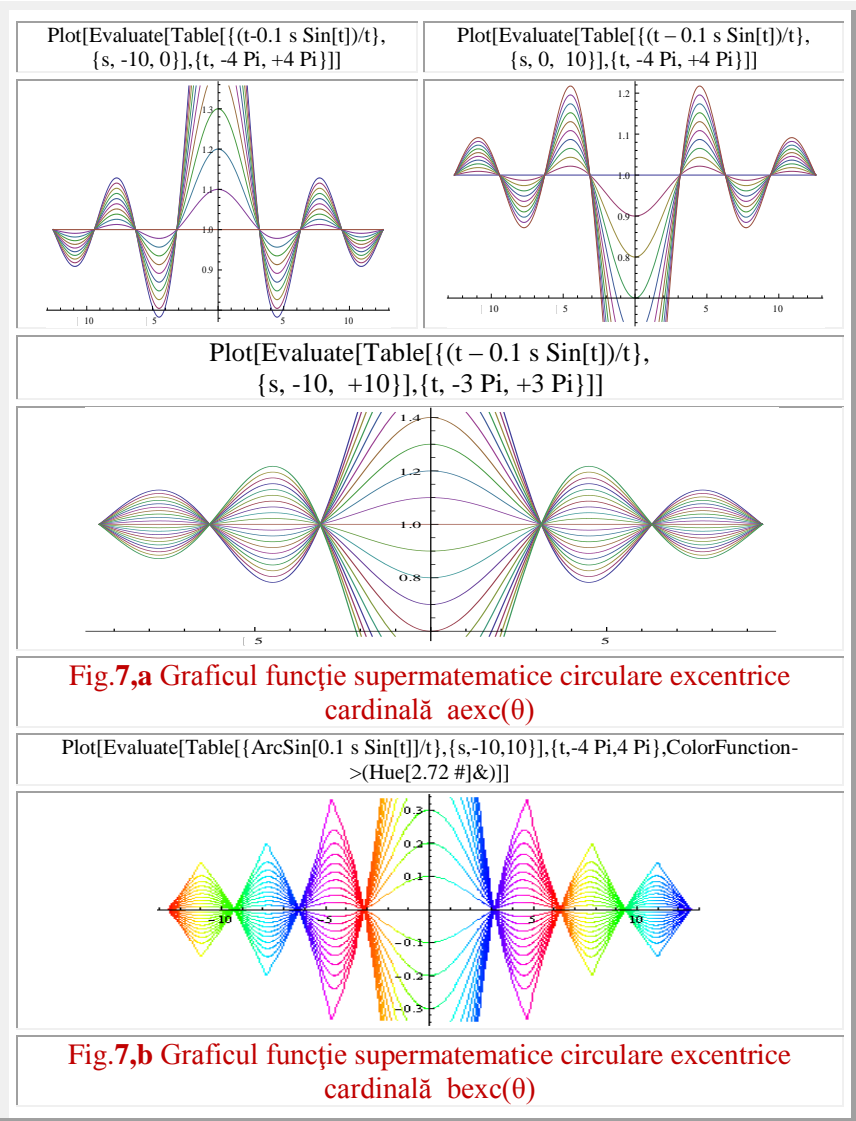 Plot[Evaluate[Table[{(t-0.1 s Sin[t])/t},
{s, -10, 0}],{t, -4 Pi, +4 Pi}]]
Plot[Evaluate[Table[{(t – 0.1 s Sin[t])/t},
{s, 0, 10}],{t, -4 Pi, +4 Pi}]]
1.3
1.2
1.1
1.0
0.9
10
5
5
10
1.2
1.1
1.0
0.9
0.8
10
5
5
10
Plot[Evaluate[Table[{(t – 0.1 s Sin[t])/t},
{s, -10, +10}],{t, -3 Pi, +3 Pi}]]
1.4
1.2
1.0
0.8
5
5
Fig.7,a Graficul funcţie supermatematice circulare excentrice
cardinală aexc(θ)
Plot[Evaluate[Table[{ArcSin[0.1 s Sin[t]]/t},{s,-10,10}],{t,-4 Pi,4 Pi},ColorFunction-
>(Hue[2.72 #]&)]]
0.3
0.2
0.1
-10
-5
5
10
-0.1
-0.2
-0.3
Fig.7,b Graficul funcţie supermatematice circulare excentrice
cardinală bexc(θ)